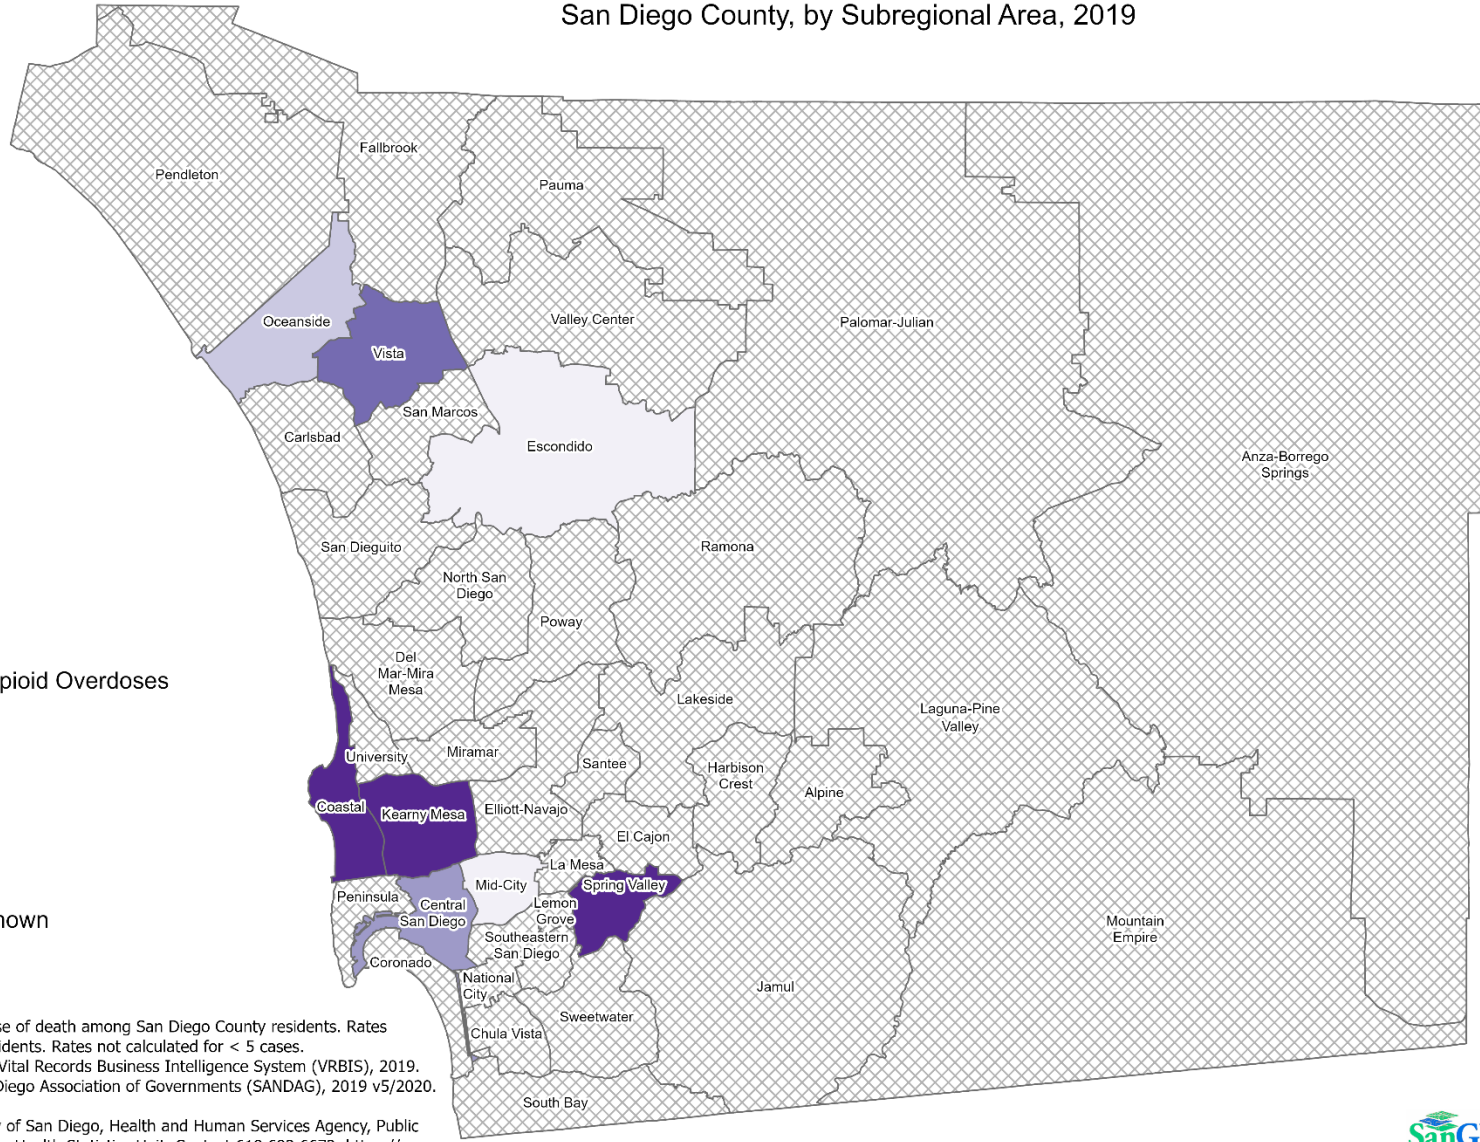 San Diego County, by Subregional Area, 2019
Fallbrook
Pendleton
Pauma
Oceanside
Valley Center
Palomar-Julian
Vista
San Marcos
Carlsbad
Escondido
Anza-Borrego
Springs
San Dieguito
Ramona
North San
Diego
Poway
Del
Mar-Mira
Mesa
pioid Overdoses
Lakeside
Laguna-Pine
Valley
University
Miramar
Santee
Harbison
Crest
Alpine
Coastal
Kearny Mesa
Elliott-Navajo
El Cajon
La Mesa
Mid-City
Spring Valley
Peninsula
Central
San Diego
Lemon
Grove
nown
Mountain
Empire
Southeastern
San Diego
Coronado
National
City
Jamul
Sweetwater
Chula Vista
se of death among San Diego County residents. Rates
idents. Rates not calculated for < 5 cases.
Vital Records Business Intelligence System (VRBIS), 2019.
Diego Association of Governments (SANDAG), 2019 v5/2020.
South Bay
y of San Diego, Health and Human Services Agency, Public
SanG